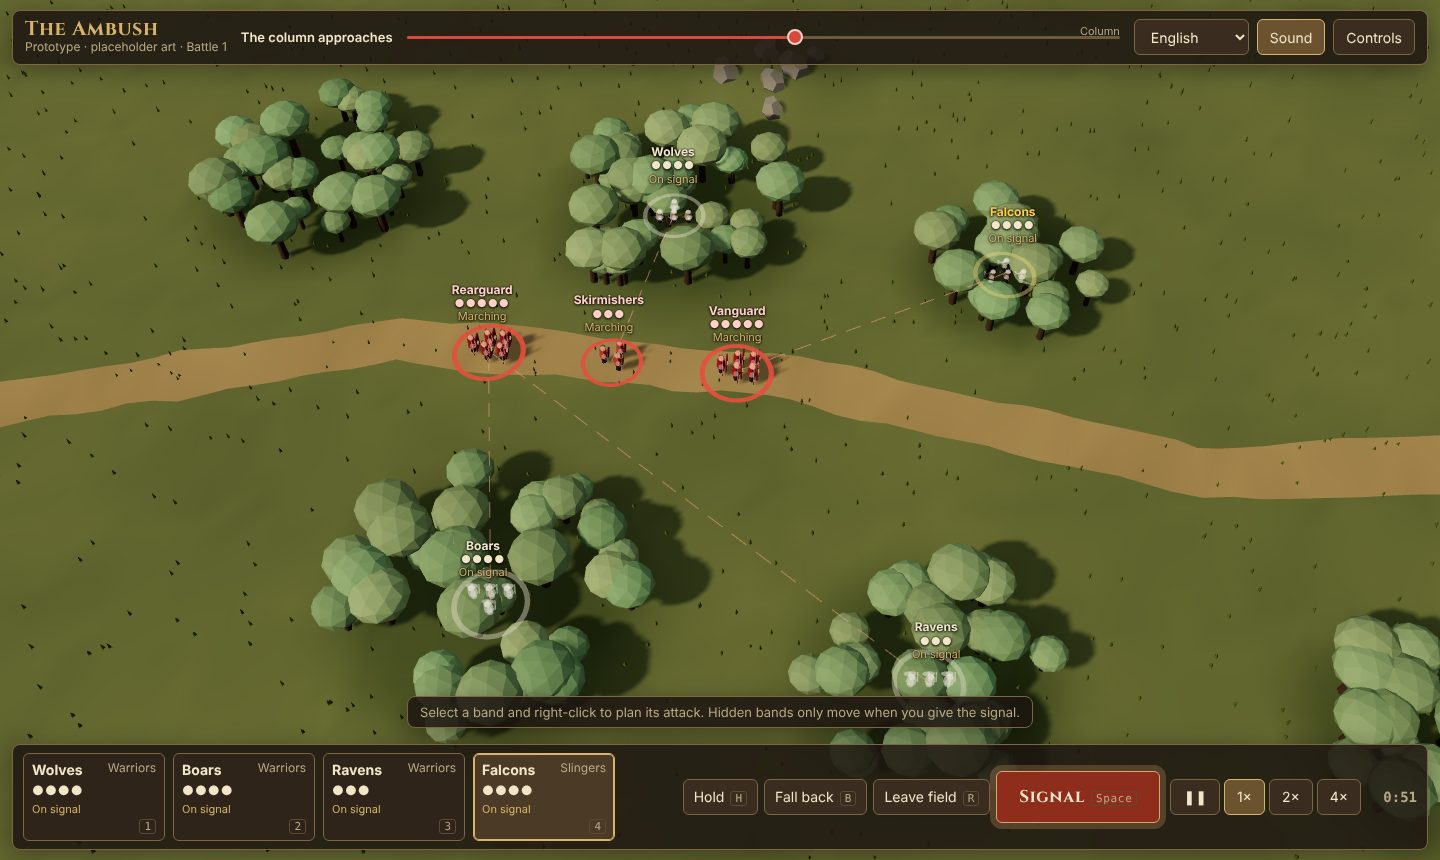 The Ambush
Prototype · placeholder art · Battle 1
The column approaches
Column
English
Sound
Controls
Wolves
On signal
Falcons
On signal
Rearguard
Marching
Skirmishers
Marching
Vanguard
Marching
Boars
On signal
Ravens
On signal
Select a band and right-click to plan its attack. Hidden bands only move when you give the signal.
Wolves Warriors
On signal
1
Boars Warriors
On signal
2
Ravens Warriors
On signal
3
Falcons Slingers
On signal
4
Hold H
Fall back B
Leave field R
Signal Space
1×
2×
4×
0:51